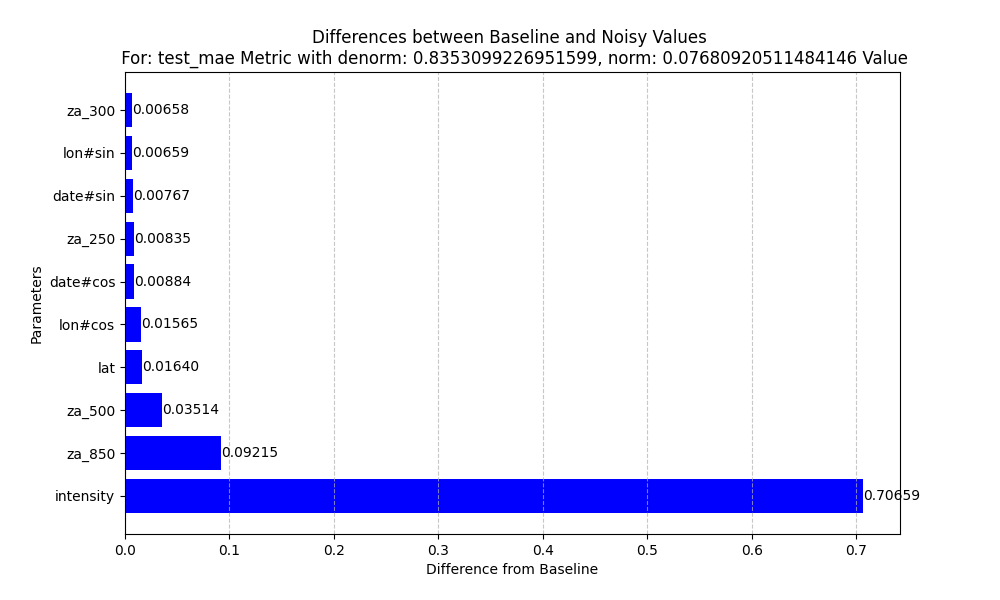 Differences between Baseline and Noisy Values
For: test_mae Metric with denorm: 0.8353099226951599, norm: 0.07680920511484146 Value
za_300 0.00658
lon#sin 0.00659
date#sin 0.00767
za_250 0.00835
date#cos 0.00884
lon#cos 0.01565
lat 0.01640
za_500 0.03514
za_850 0.09215
intensity 0.70659
Parameters
0.0 0.1 0.2 0.3 0.4 0.5 0.6 0.7
Difference from Baseline